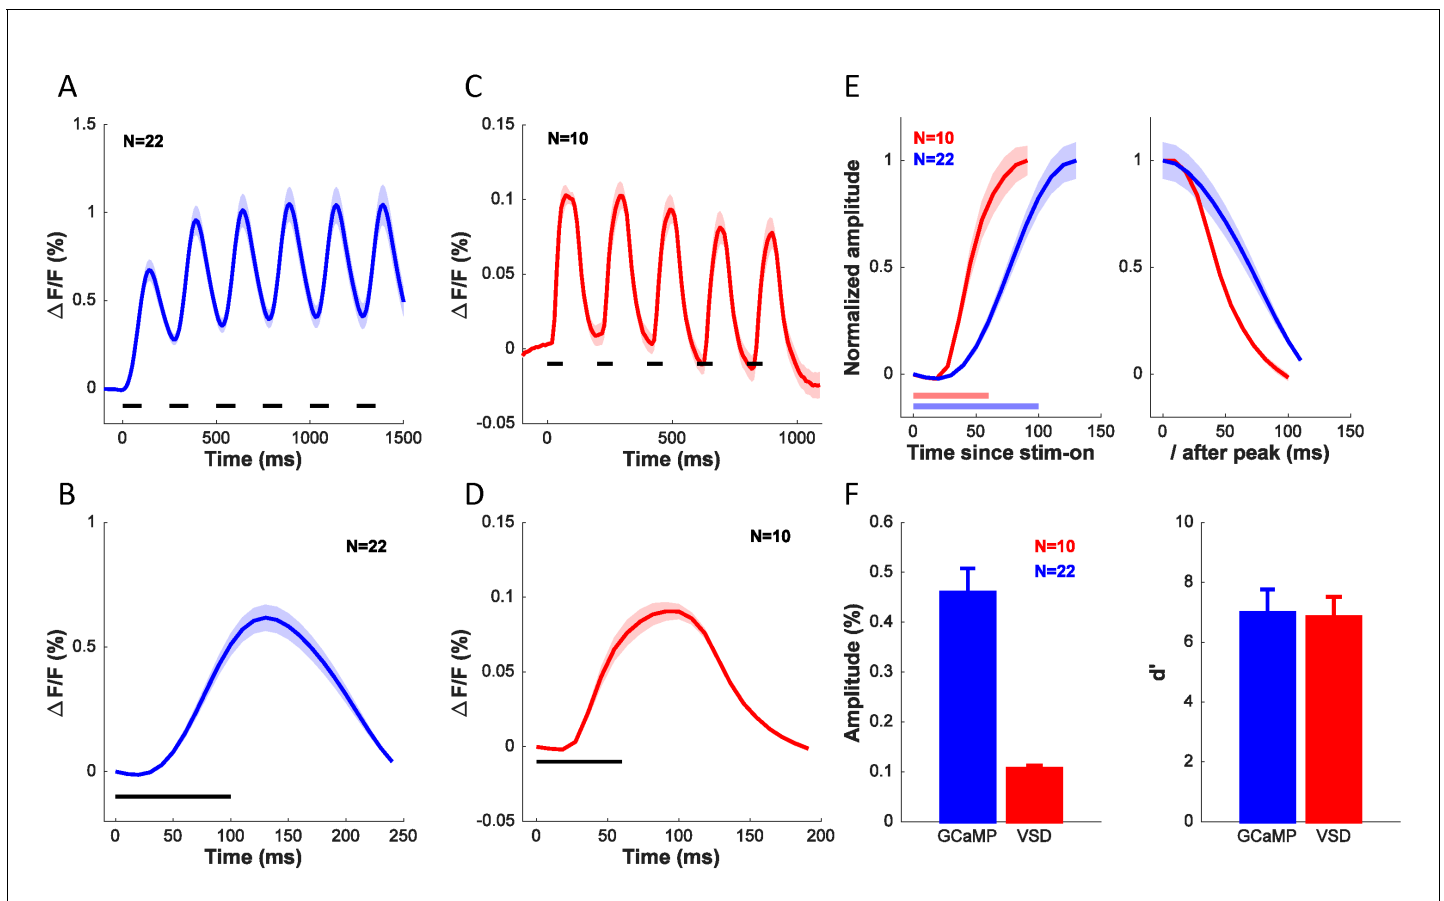 A
1.5
1
0.5
0
N=22
Δ F/F (%)
0 500 1000 1500
Time (ms)
C
0.15
0.1
0.05
0
-0.05
N=10
Δ F/F (%)
0 500 1000
Time (ms)
E
N=10
N=22
1
0.5
0
Normalized amplitude
0 50 100 150
Time since stim-on
1
0.5
0
0 50 100 150
/ after peak (ms)
B
1
0.5
0
N=22
Δ F/F (%)
0 50 100 150 200 250
Time (ms)
D
0.15
0.1
0.05
0
-0.05
N=10
Δ F/F (%)
0 50 100 150 200
Time (ms)
F
0.6
0.5
0.4
0.3
0.2
0.1
0
N=10
N=22
Amplitude (%)
GCaMP VSD
10
8
6
4
2
0
d'
GCaMP VSD